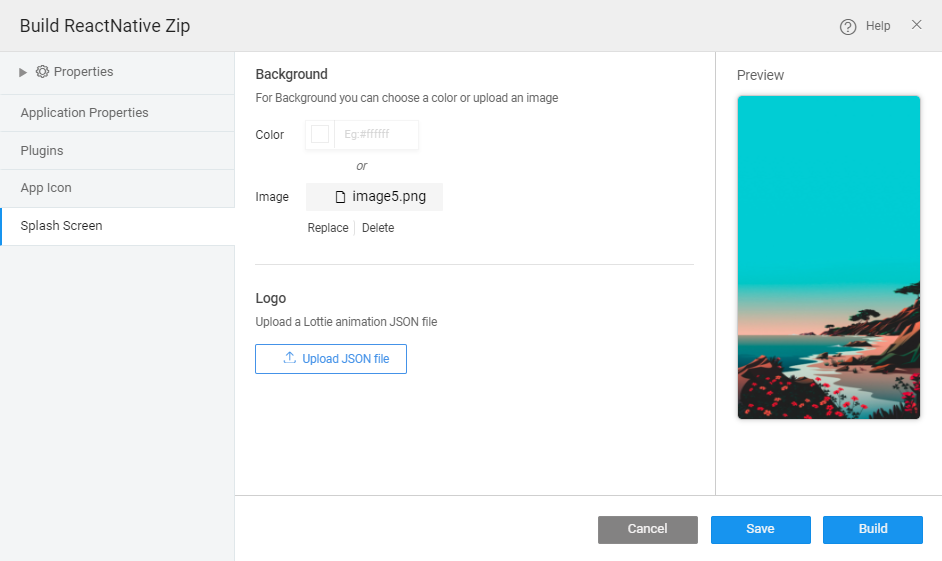 Build ReactNative Zip
Help
Properties
Application Properties
Plugins
App Icon
Splash Screen
Background
For Background you can choose a color or upload an image
Color
Eg:#ffffff
or
Image
image5.png
Replace
Delete
Logo
Upload a Lottie animation JSON file
Upload JSON file
Preview
Cancel
Save
Build